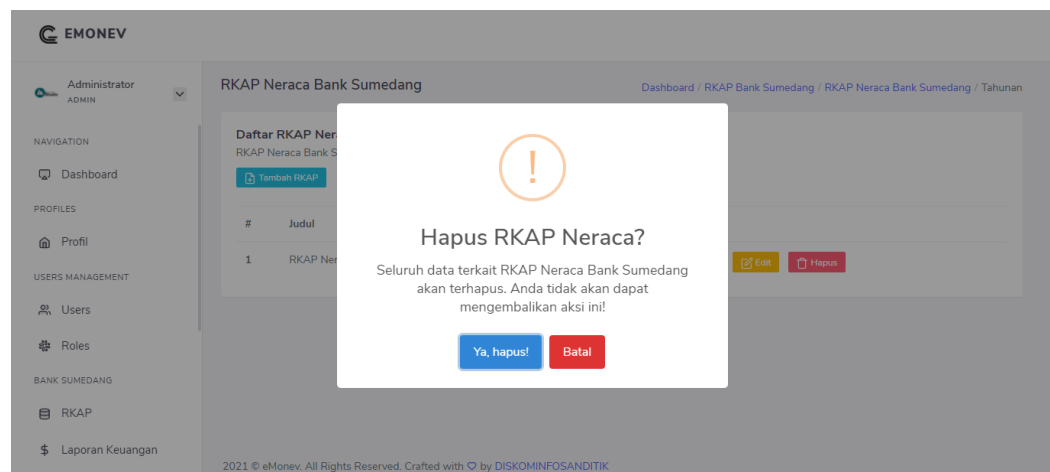 EMONEV
Administrator
ADMIN
RKAP Neraca Bank Sumedang
Dashboard / RKAP Bank Sumedang / RKAP Neraca Bank Sumedang / Tahunan
NAVIGATION
Dashboard
PROFILES
Profil
USERS MANAGEMENT
Users
Roles
BANK SUMEDANG
RKAP
Laporan Keuangan
Daftar RKAP Ner
RKAP Neraca Bank S
Tambah RKAP
# Judul
1 RKAP Ner
Edit Hapus
!
Hapus RKAP Neraca?
Seluruh data terkait RKAP Neraca Bank Sumedang
akan terhapus. Anda tidak akan dapat
mengembalikan aksi ini!
Ya, hapus! Batal
2021 © eMonev. All Rights Reserved. Crafted with ♡ by DISKOMINFOSANDITIK